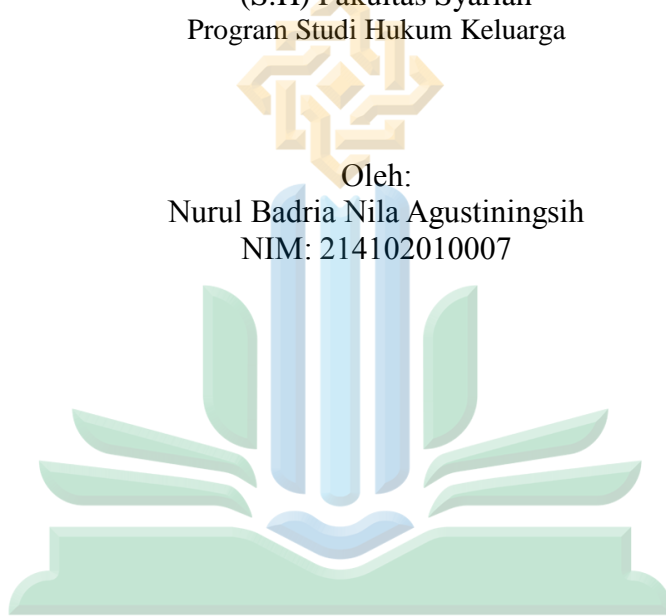 (S.H) Fakultas Syariah
Program Studi Hukum Keluarga
Oleh:
Nurul Badria Nila Agustiningsih
NIM: 214102010007